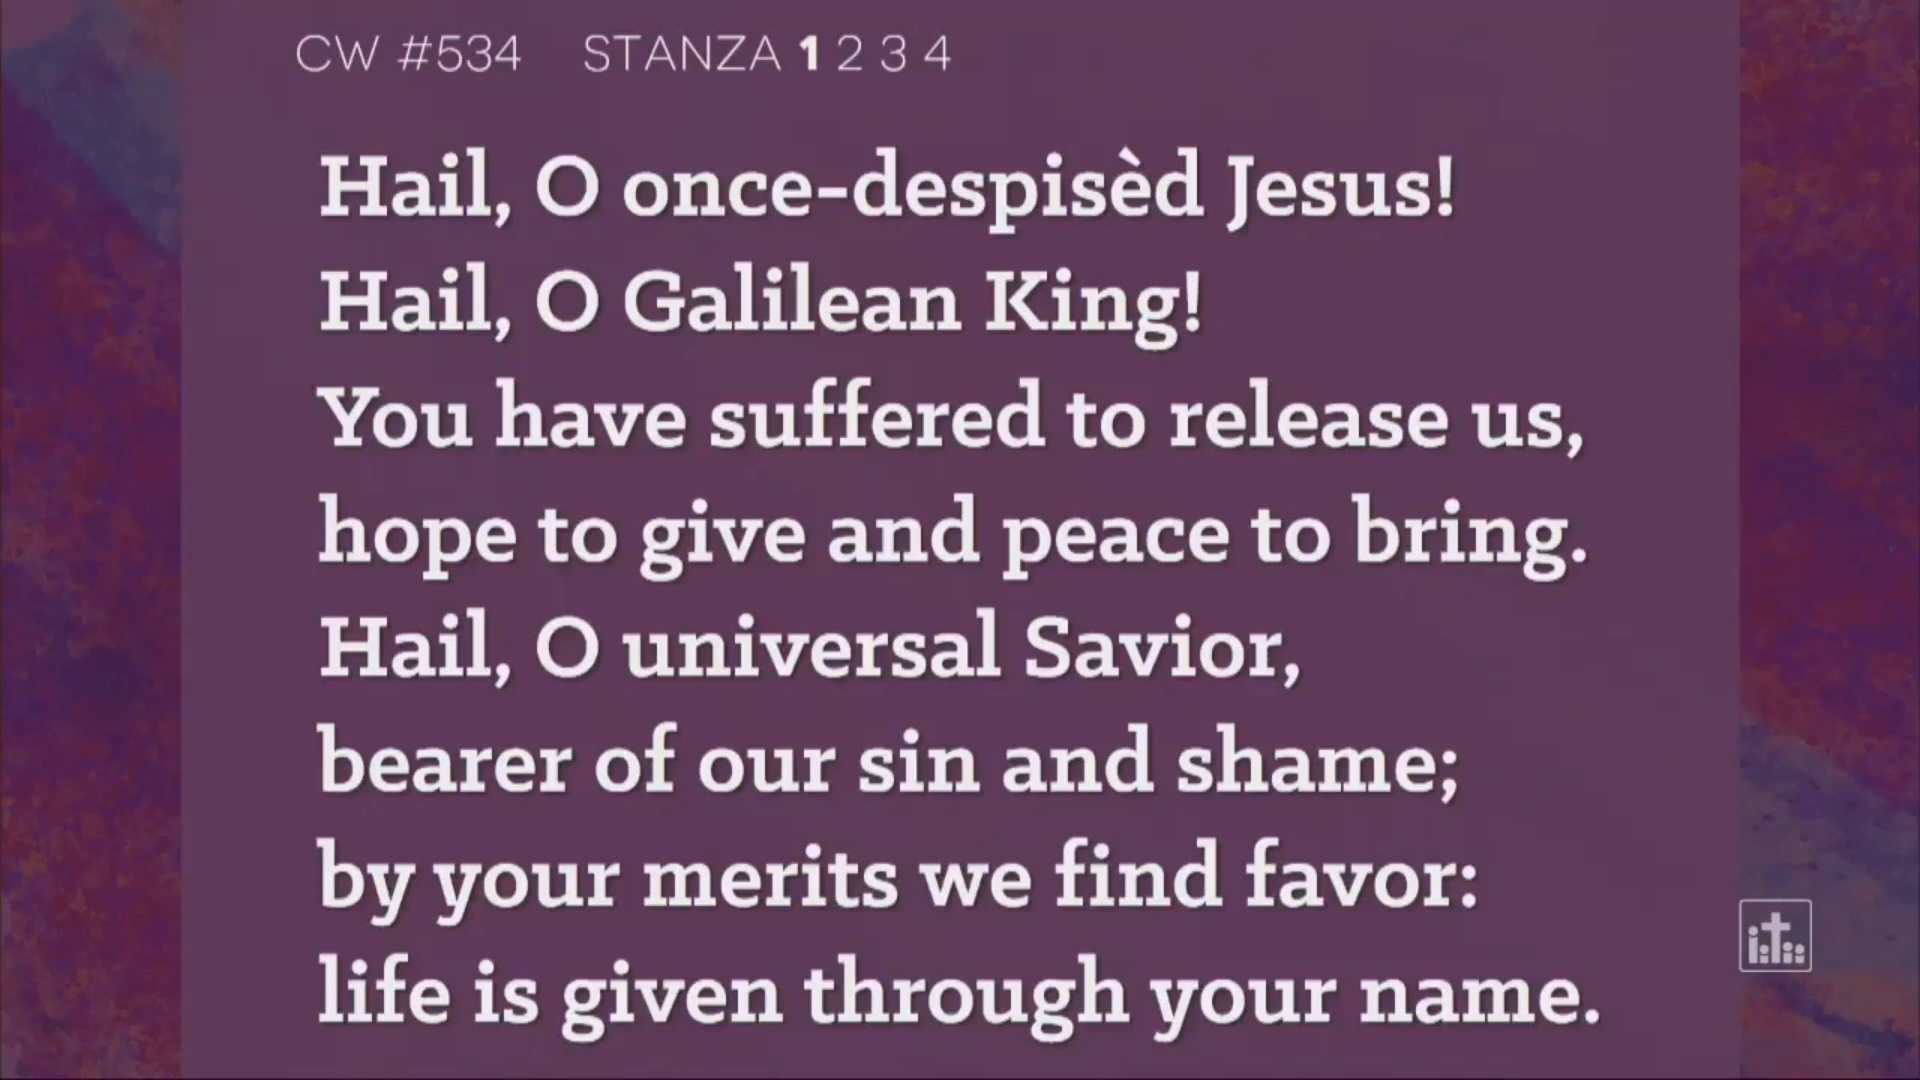 CW #534 STANZA 1 2 3 4
Hail, O once-despisèd Jesus!
Hail, O Galilean King!
You have suffered to release us,
hope to give and peace to bring.
Hail, O universal Savior,
bearer of our sin and shame;
by your merits we find favor:
life is given through your name.